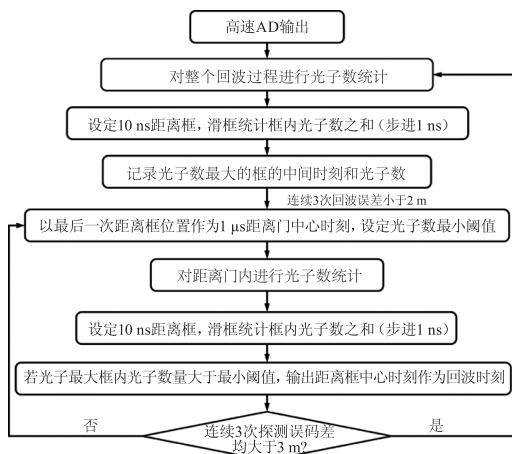 高速AD输出
对整个回波过程进行光子数统计
设定10 ns距离框，滑框统计框内光子数之和（步进1 ns）
记录光子数最大的框的中间时刻和光子数
连续3次回波误差小于2 m
以最后一次距离框位置作为1 μs距离门中心时刻，设定光子数最小阈值
对距离门内进行光子数统计
设定10 ns距离框，滑框统计框内光子数之和（步进1 ns）
若光子最大框内光子数量大于最小阈值，输出距离框中心时刻作为回波时刻
否
是
连续3次探测误码差
均大于3 m?